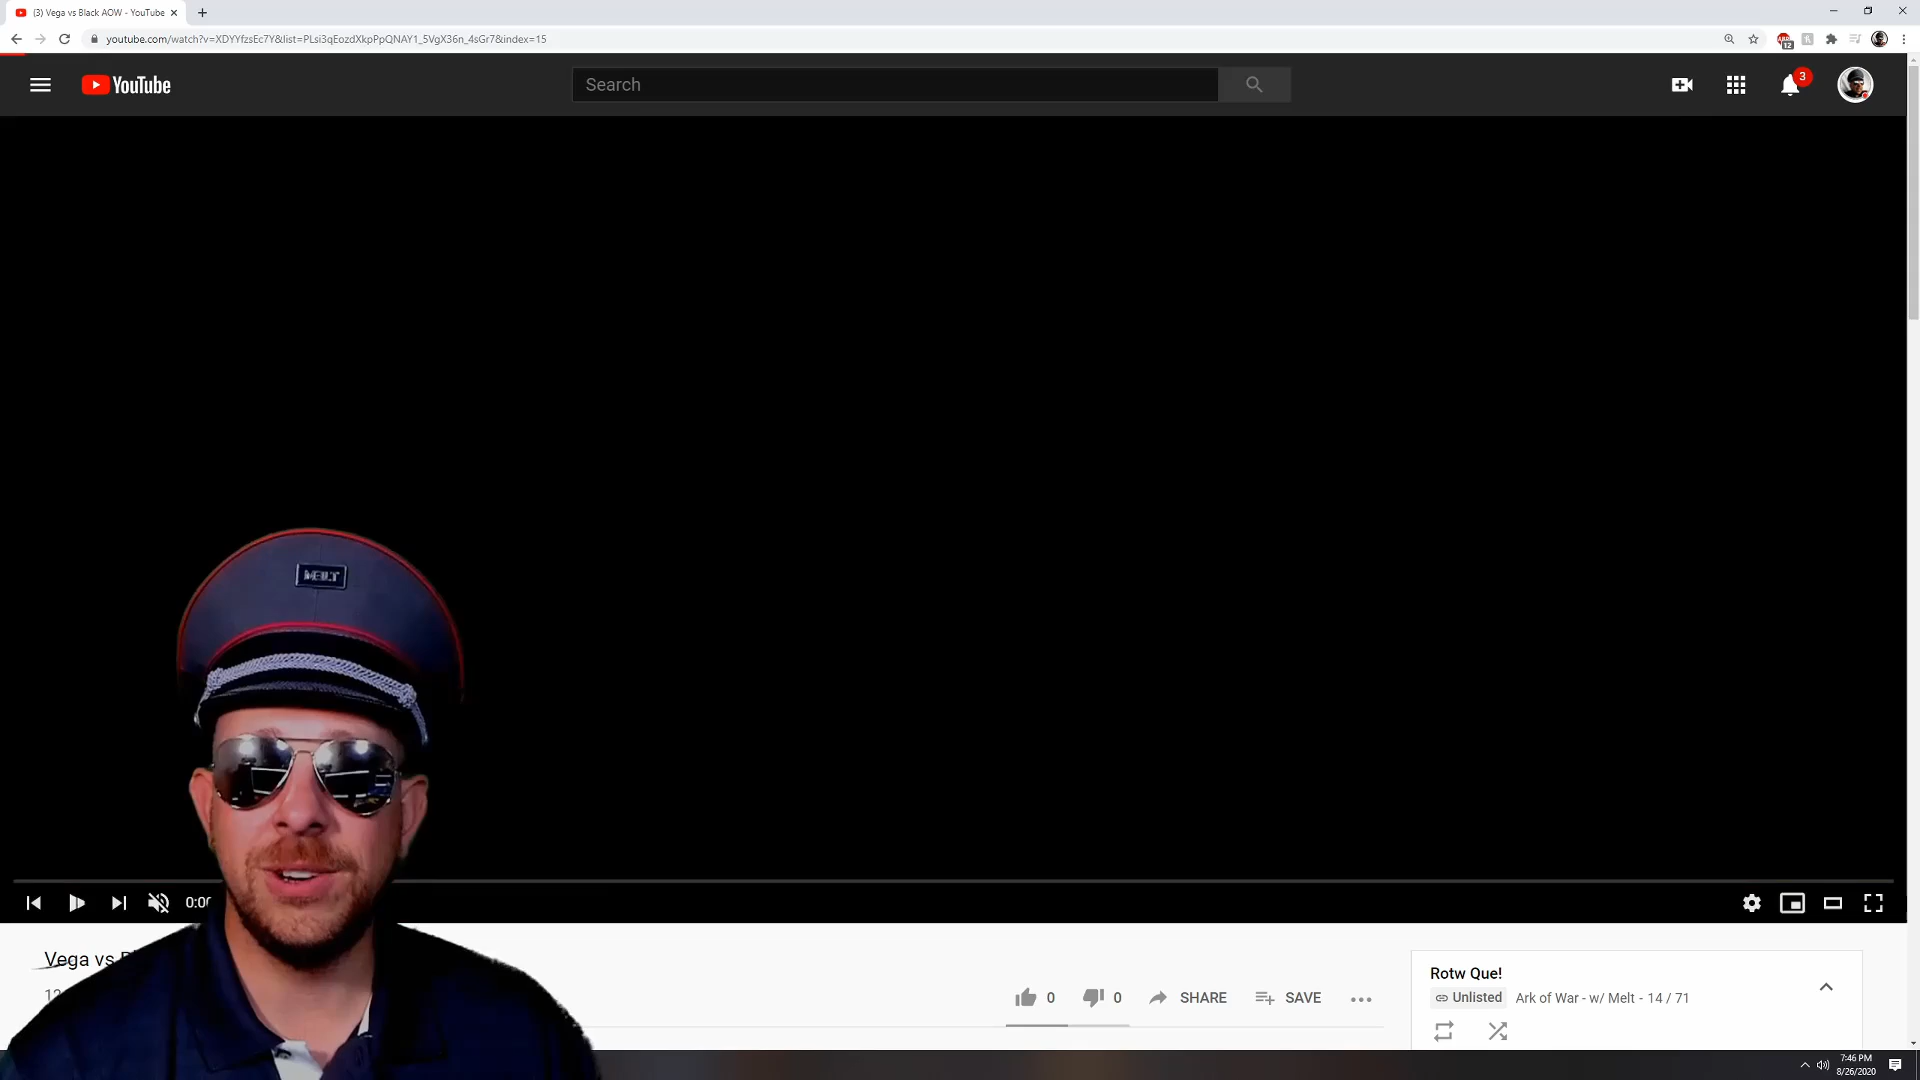 (3) Vega vs Black AOW - YouTube
youtube.com/watch?v=XDYYfzsEc7Y&list=PLsi3qEozdXkpPpQNAY1_5VgX36n_4sGr7&index=15
12
YouTube
Search
3
MELT
0:00
Vega vs
0
0
SHARE
SAVE
Rotw Que!
Unlisted
Ark of War - w/ Melt - 14 / 71
7:46 PM
8/26/2020